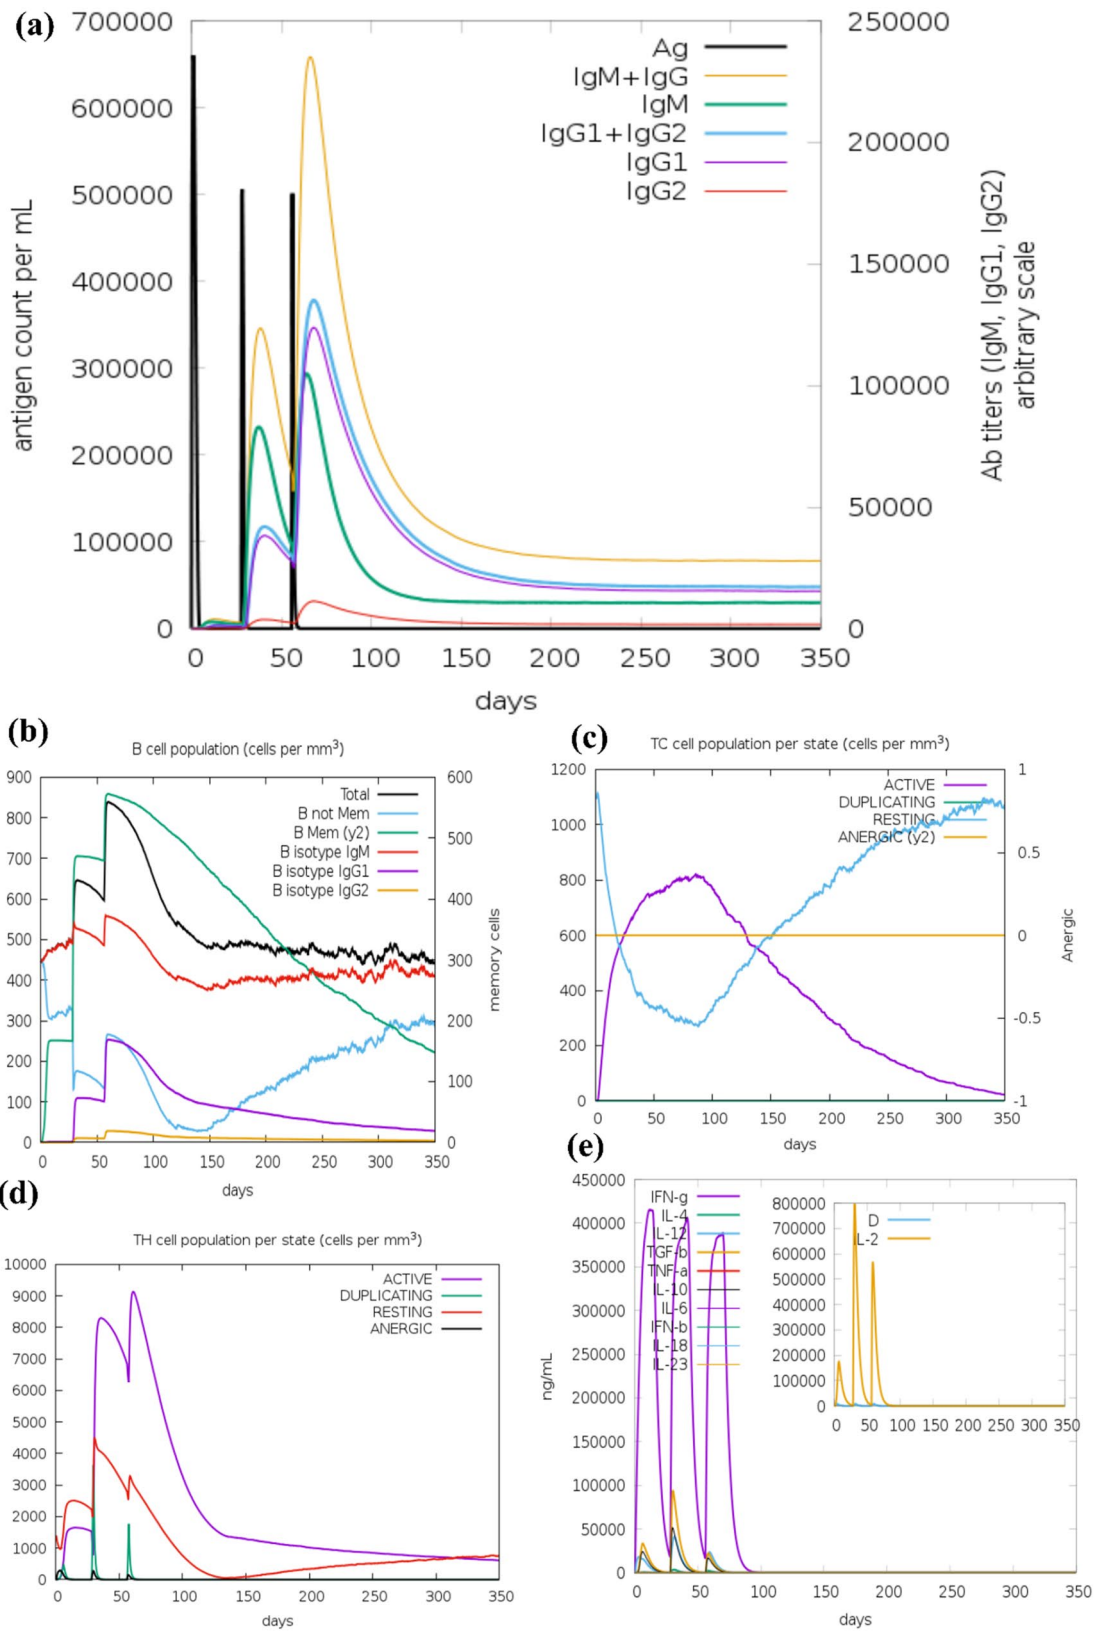 (a)
700000
600000
500000
400000
300000
200000
100000
0
antigen count per mL
250000
200000
150000
100000
50000
0
Ab titers (IgM, IgG1, IgG2)
arbitrary scale
Ag
IgM+IgG
IgM
IgG1+IgG2
IgG1
IgG2
0 50 100 150 200 250 300 350
days
(b)
B cell population (cells per mm³)
900
800
700
600
500
400
300
200
100
0
600
500
400
300
200
100
0
memory cells
Total
B not Mem
B Mem (y2)
B isotype IgM
B isotype IgG1
B isotype IgG2
0 50 100 150 200 250 300 350
days
(c)
TC cell population per state (cells per mm³)
1200
1000
800
600
400
200
0
1
0.5
0
-0.5
-1
Anergic
ACTIVE
DUPLICATING
RESTING
ANERGIC (y2)
0 50 100 150 200 250 300 350
days
(d)
TH cell population per state (cells per mm³)
10000
9000
8000
7000
6000
5000
4000
3000
2000
1000
0
ACTIVE
DUPLICATING
RESTING
ANERGIC
0 50 100 150 200 250 300 350
days
(e)
450000
400000
350000
300000
250000
200000
150000
100000
50000
0
ng/mL
IFN-g
IL-4
IL-12
TGF-b
TNF-a
IL-10
IL-6
IFN-b
IL-18
IL-23
800000
700000
600000
500000
400000
300000
200000
100000
0
D
IL-2
0 50 100 150 200 250 300 350
0 50 100 150 200 250 300 350
days